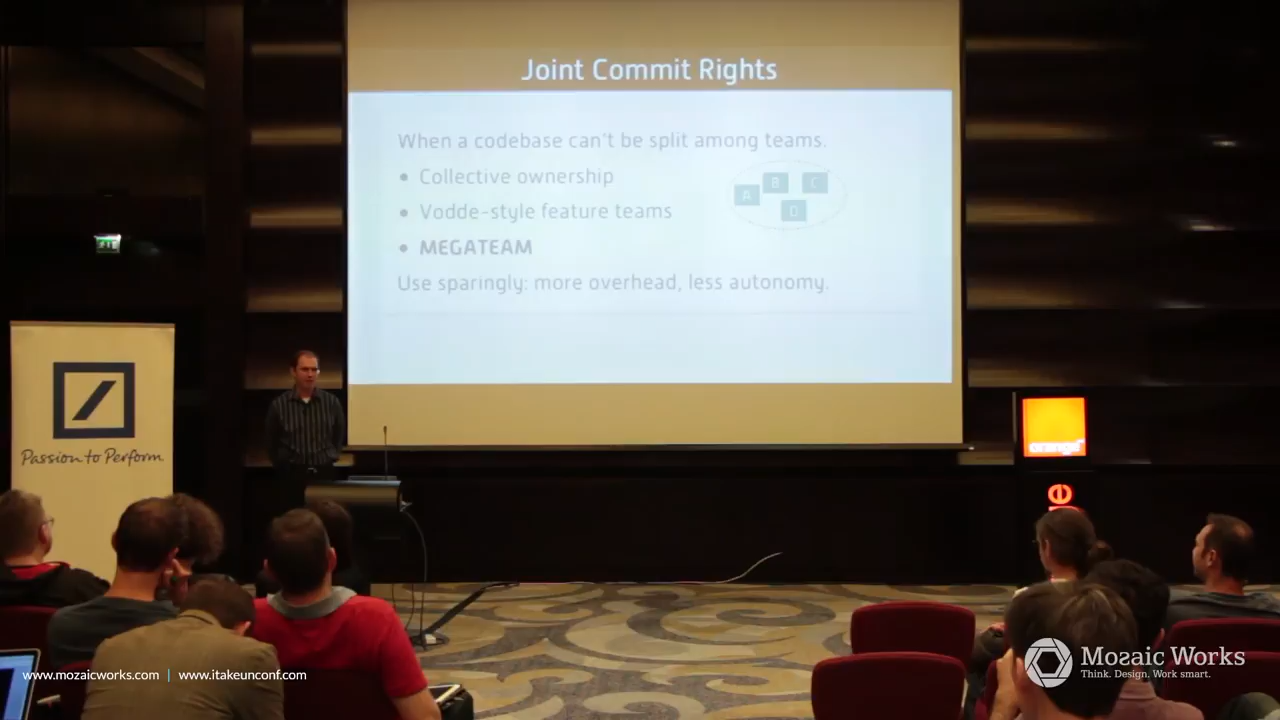 Joint Commit Rights
When a codebase can't be split among teams.
• Collective ownership
• Vodde-style feature teams
• MEGATEAM
Use sparingly: more overhead, less autonomy.
A
B
C
D
Passion to Perform
orange
www.mozaicworks.com | www.itakeunconf.com
Mozaic Works
Think. Design. Work smart.